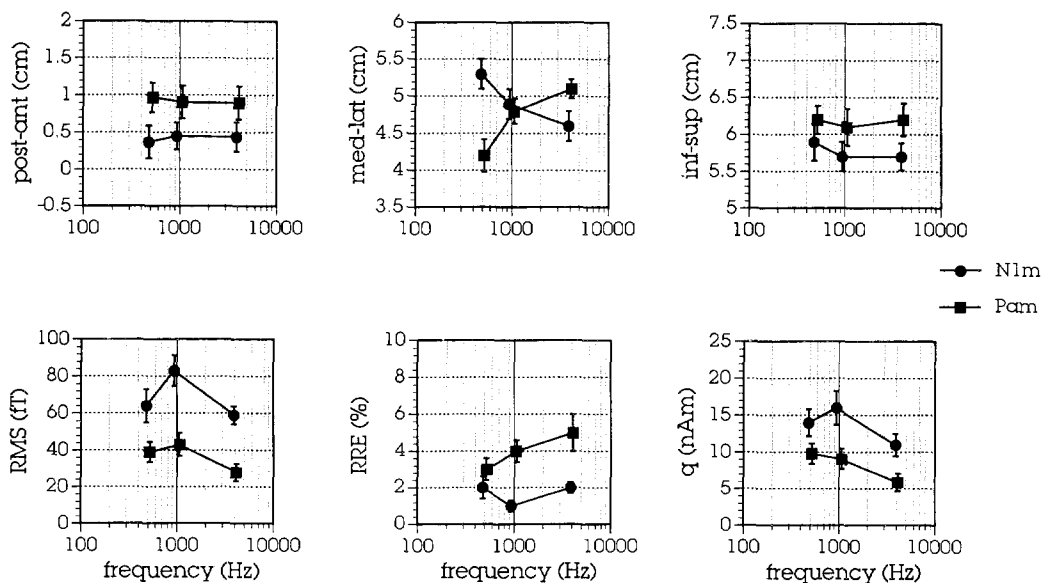 post-ant (cm)
2
1.5
1
0.5
0
-0.5
100 1000 10000
med-lat (cm)
6
5.5
5
4.5
4
3.5
100 1000 10000
inf-sup (cm)
7.5
7
6.5
6
5.5
5
100 1000 10000
N1m
Pam
RMS (fT)
100
80
60
40
20
0
100 1000 10000
frequency (Hz)
RRE (%)
10
8
6
4
2
0
100 1000 10000
frequency (Hz)
q (nAm)
25
20
15
10
5
0
100 1000 10000
frequency (Hz)